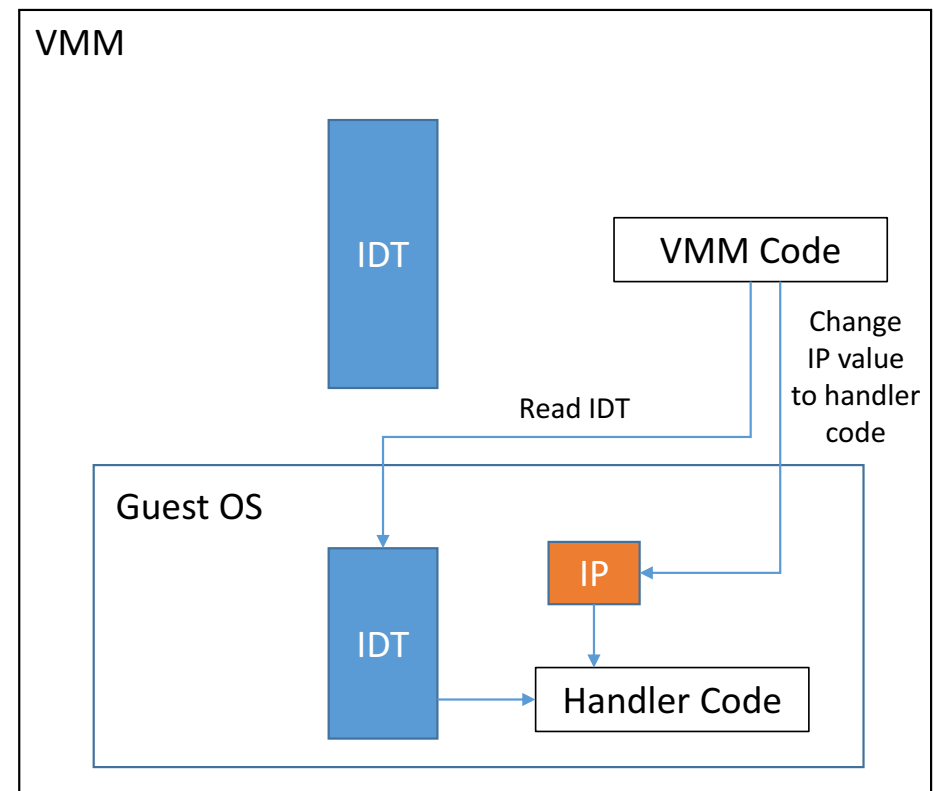 VMM
IDT
VMM Code
Change
IP value
to handler
code
Read IDT
Guest OS
IP
IDT
Handler Code